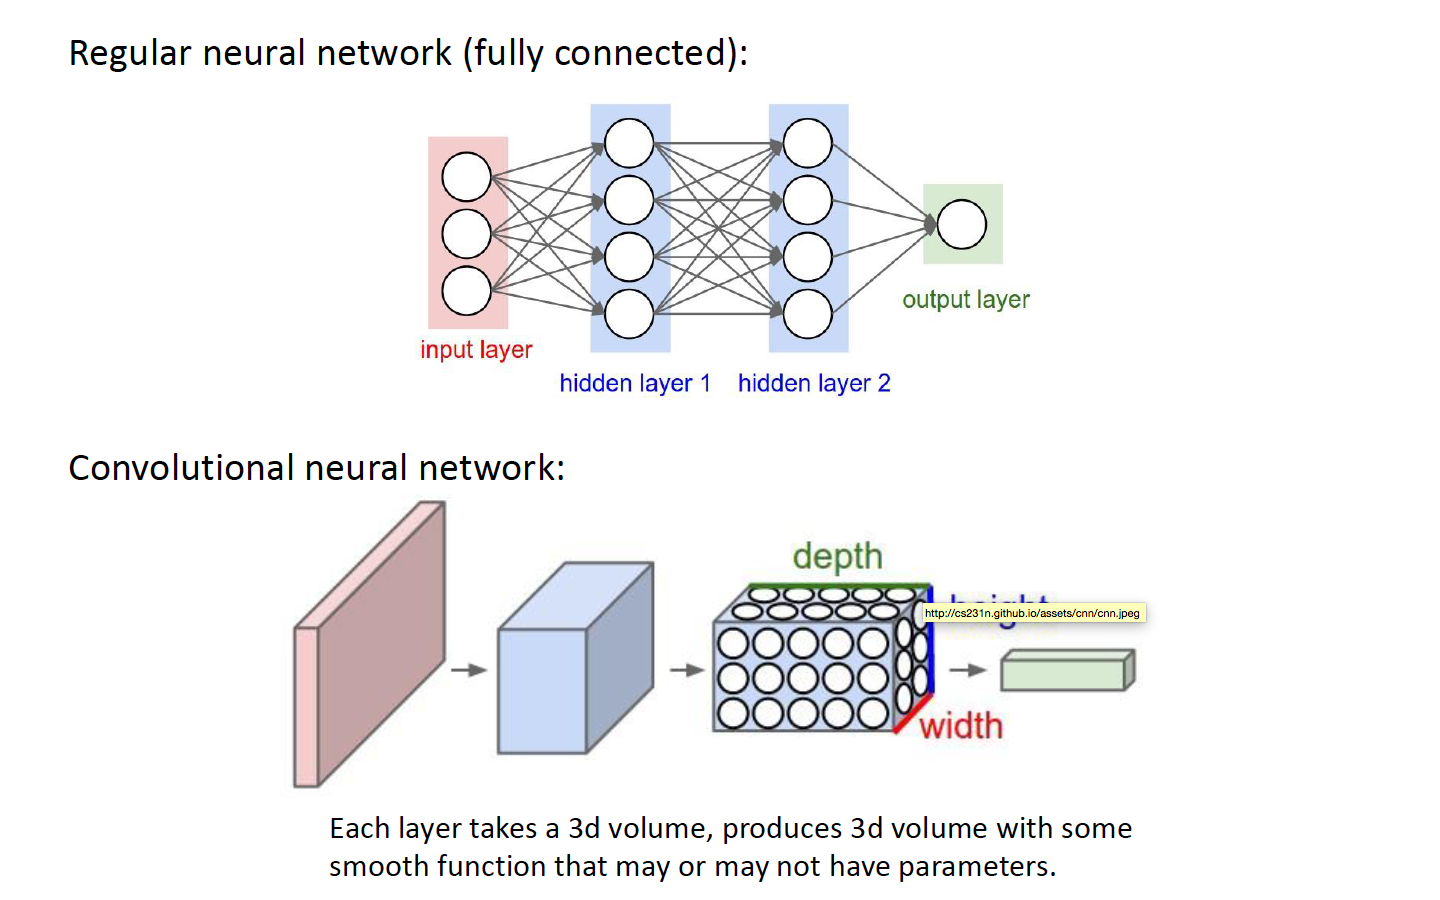 Regular neural network (fully connected):
input layer
hidden layer 1
hidden layer 2
output layer
Convolutional neural network:
depth
height
http://cs231n.github.io/assets/cnn/cnn.jpeg
width
Each layer takes a 3d volume, produces 3d volume with some
smooth function that may or may not have parameters.